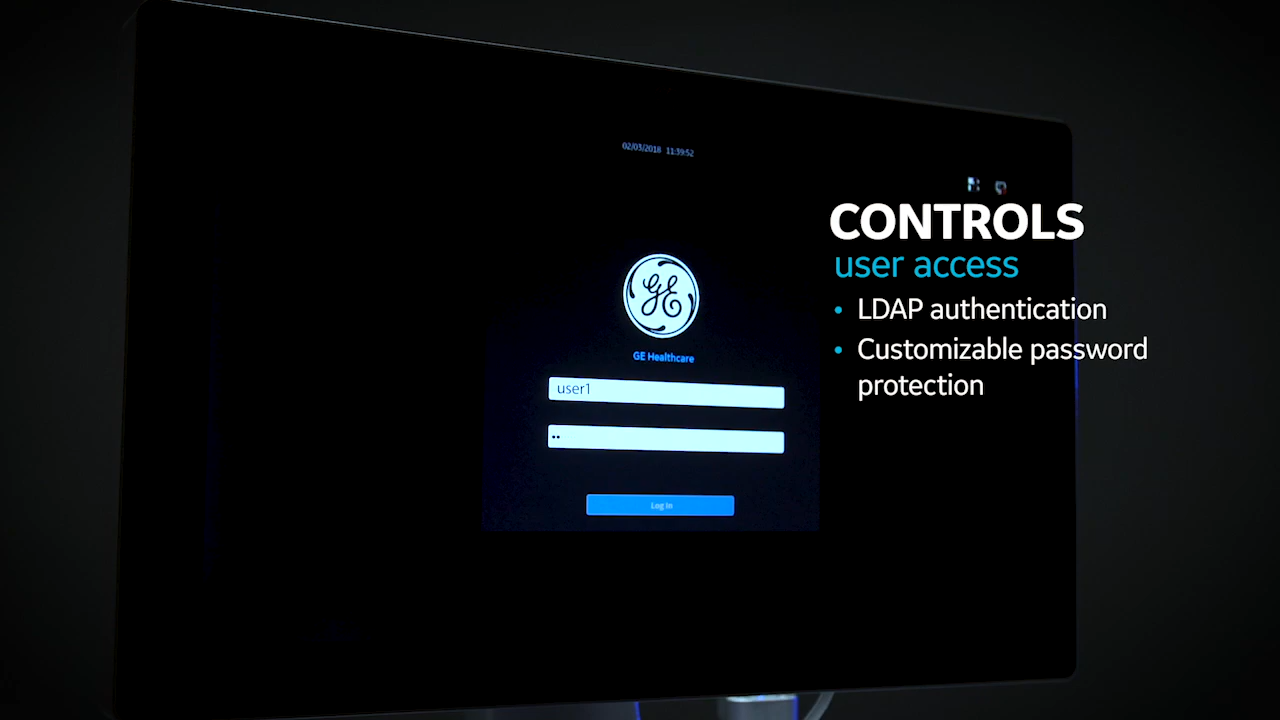 02/03/2018 11:39:52
CONTROLS
user access
• LDAP authentication
• Customizable password
protection
GE
GE Healthcare
user1
••
Log In